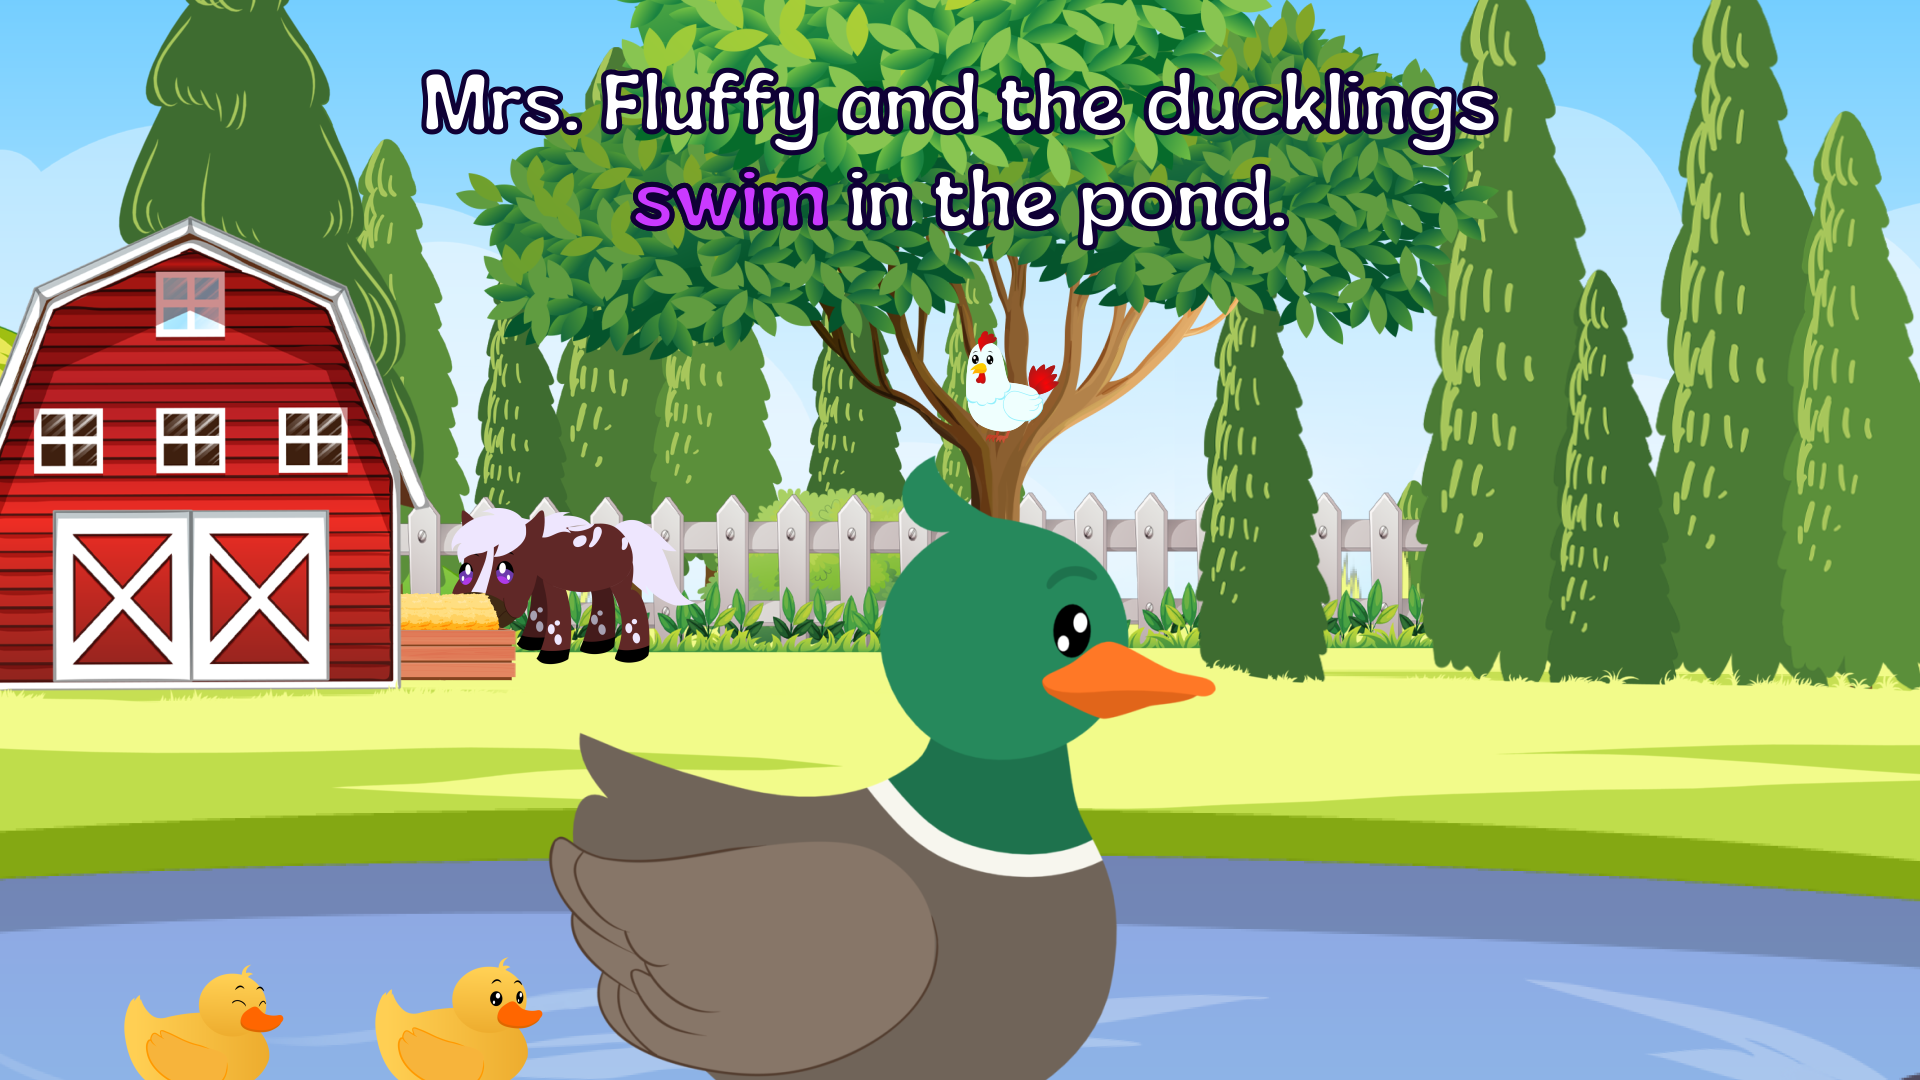 Mrs. Fluffy and the ducklings
swim in the pond.